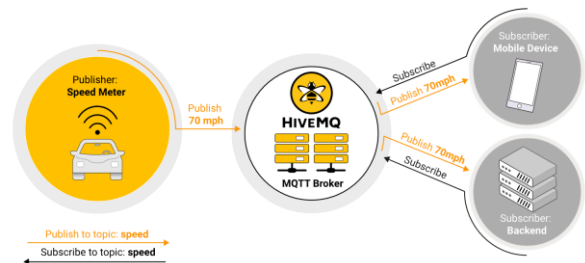 Publisher:
Speed Meter
Publish
70 mph
HIVEMQ
MQTT Broker
Subscribe
Publish 70mph
Subscriber:
Mobile Device
Publish 70mph
Subscribe
Subscriber:
Backend
Publish to topic: speed
Subscribe to topic: speed